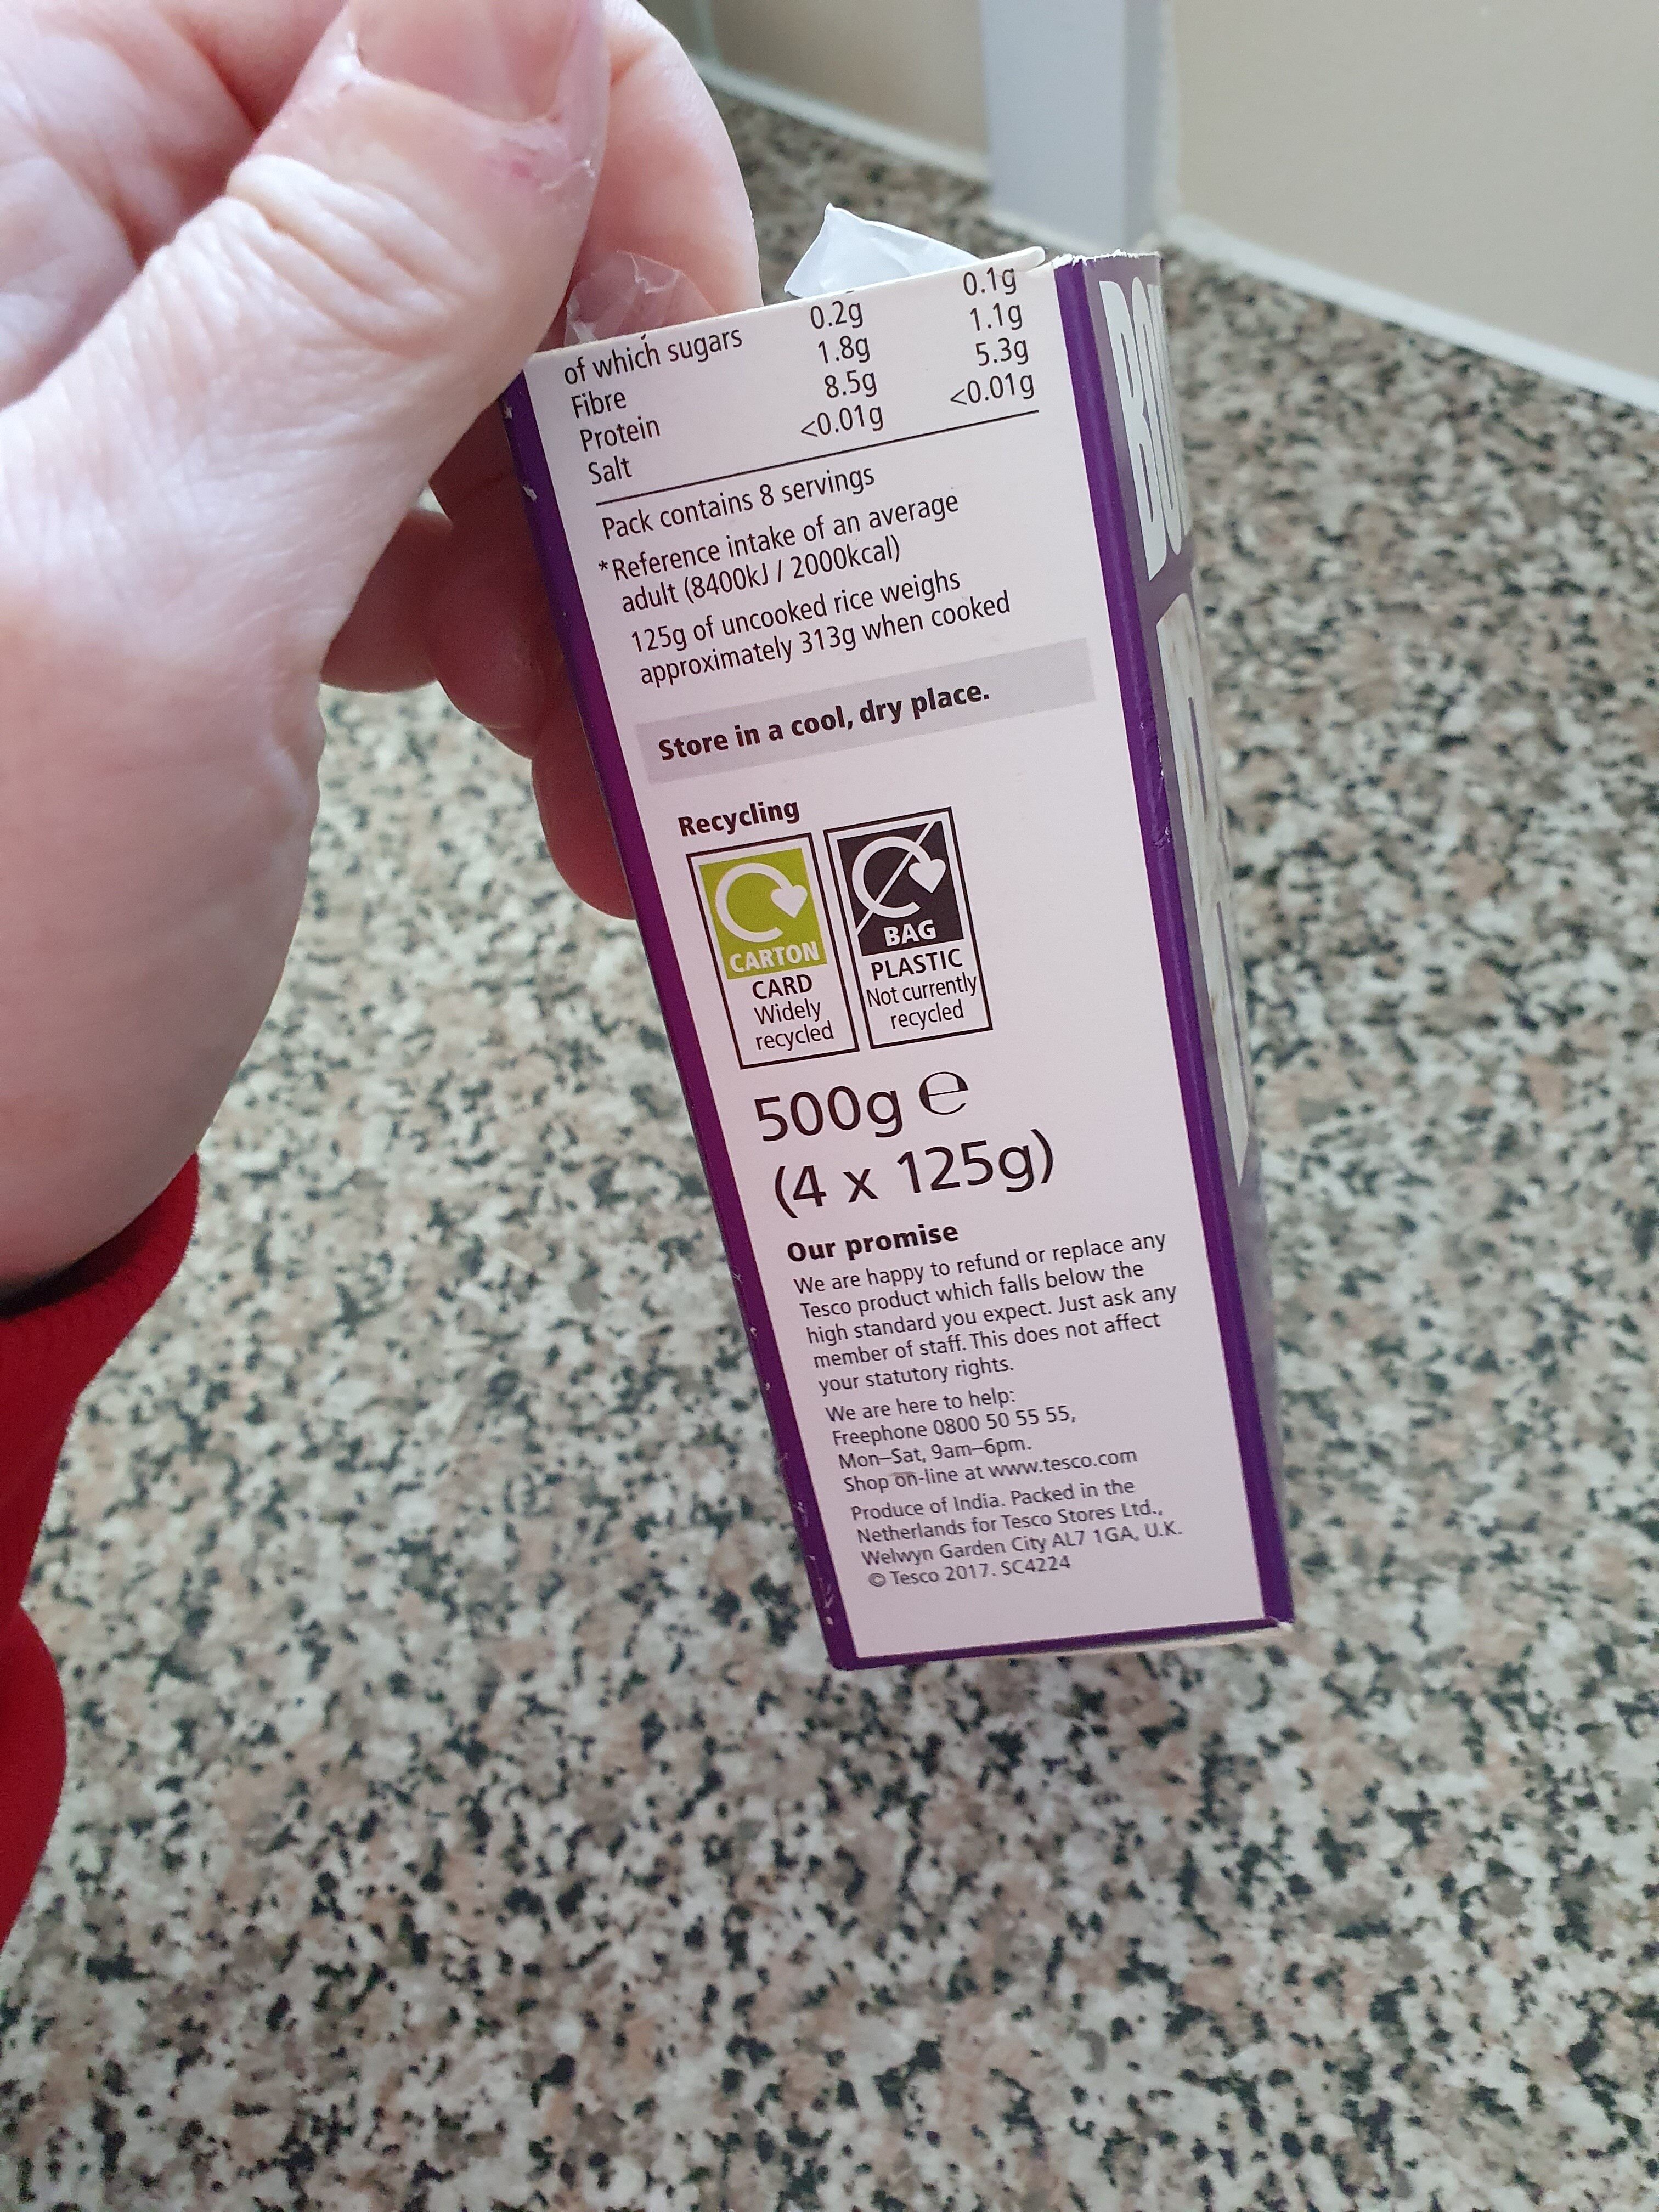 0.1g
of which sugars 0.2g 1.1g
Fibre 1.8g 5.3g
Protein 8.5g <0.01g
Salt <0.01g
Pack contains 8 servings
*Reference intake of an average
adult (8400kJ / 2000kcal)
125g of uncooked rice weighs
approximately 313g when cooked
Store in a cool, dry place.
Recycling
CARTON
CARD
Widely
recycled
BAG
PLASTIC
Not currently
recycled
500g e
(4 x 125g)
Our promise
We are happy to refund or replace any
Tesco product which falls below the
high standard you expect. Just ask any
member of staff. This does not affect
your statutory rights.
We are here to help:
Freephone 0800 50 55 55,
Mon–Sat, 9am–6pm.
Shop on-line at www.tesco.com
Produce of India. Packed in the
Netherlands for Tesco Stores Ltd.,
Welwyn Garden City AL7 1GA, U.K.
© Tesco 2017. SC4224